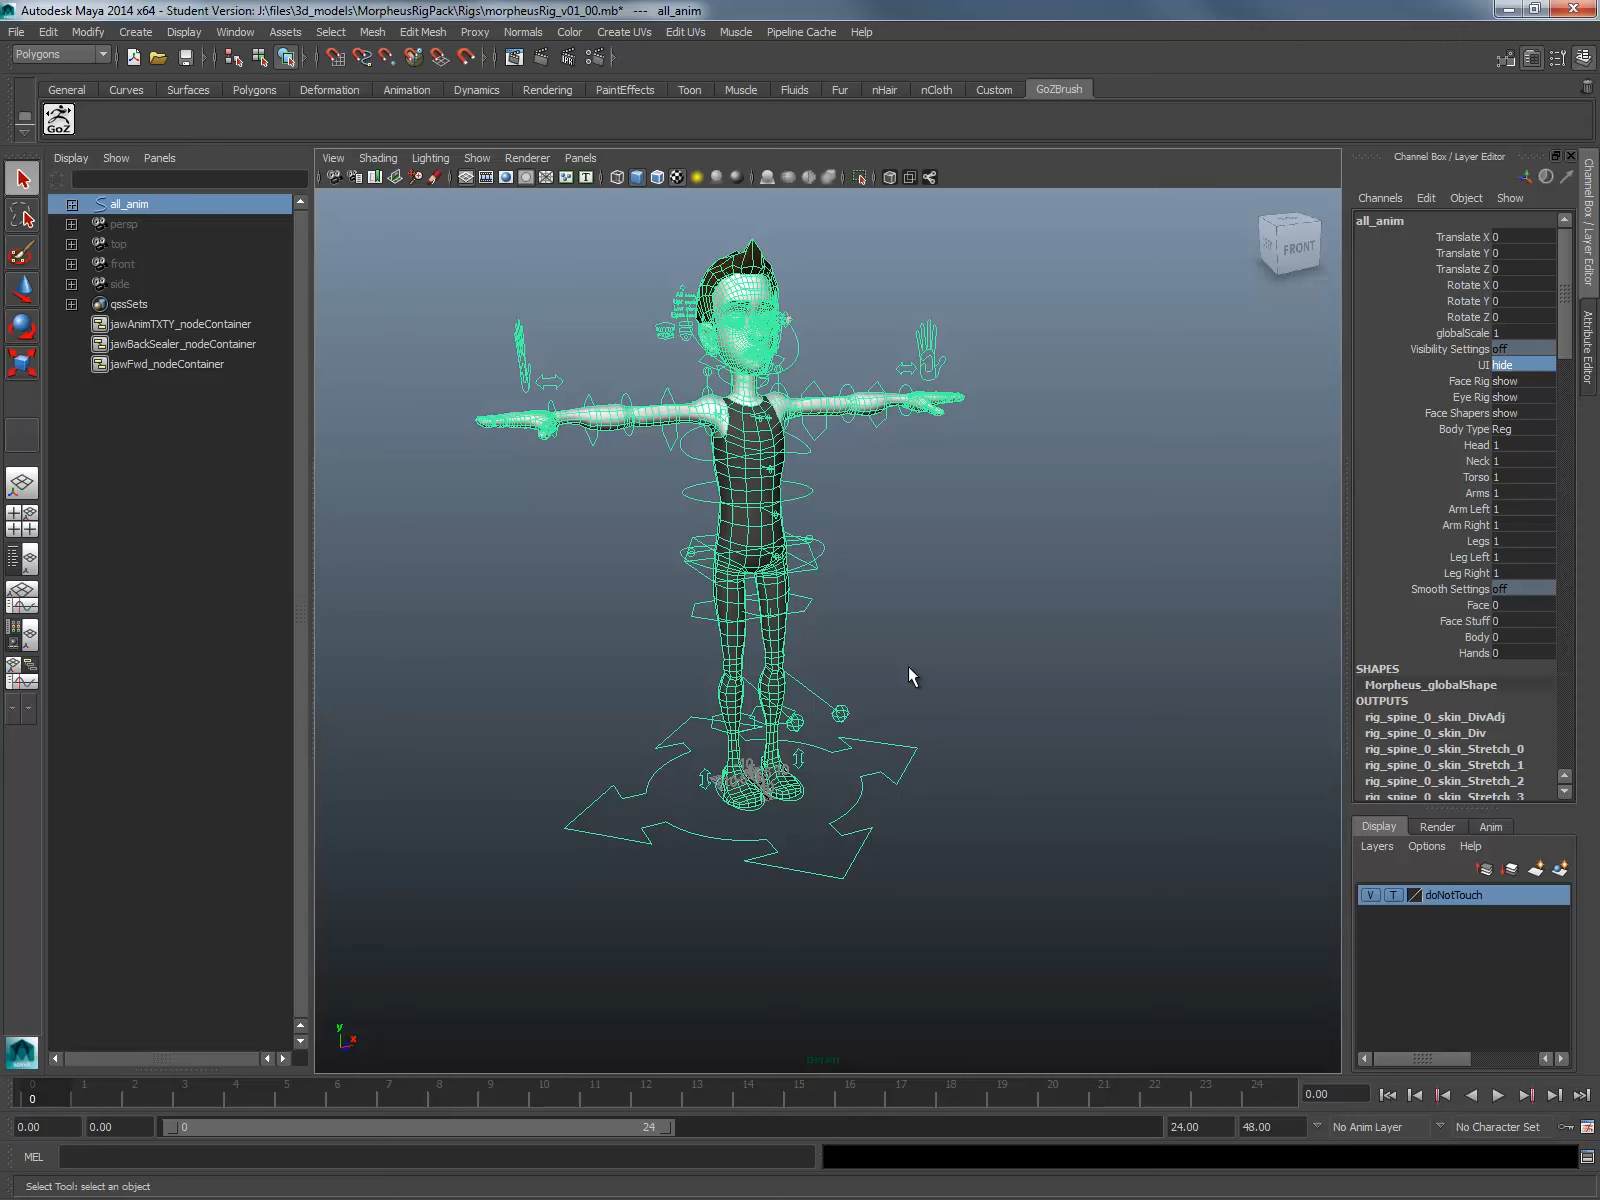 Autodesk Maya 2014 x64 - Student Version: J:\files\3d_models\MorpheusRigPack\Rigs\morpheusRig_v01_00.mb* --- all_anim
File Edit Modify Create Display Window Assets Select Mesh Edit Mesh Proxy Normals Color Create UVs Edit UVs Muscle Pipeline Cache Help
Polygons
General Curves Surfaces Polygons Deformation Animation Dynamics Rendering PaintEffects Toon Muscle Fluids Fur nHair nCloth Custom GoZBrush
GoZ
Display Show Panels
all_anim
persp
top
front
side
qssSets
jawAnimTXTY_nodeContainer
jawBackSealer_nodeContainer
jawFwd_nodeContainer
View Shading Lighting Show Renderer Panels
FRONT
y
x
Channel Box / Layer Editor
Channels Edit Object Show
all_anim
Translate X 0
Translate Y 0
Translate Z 0
Rotate X 0
Rotate Y 0
Rotate Z 0
globalScale 1
Visibility Settings off
UI hide
Face Rig show
Eye Rig show
Face Shapers show
Body Type Reg
Head 1
Neck 1
Torso 1
Arms 1
Arm Left 1
Arm Right 1
Legs 1
Leg Left 1
Leg Right 1
Smooth Settings off
Face 0
Face Stuff 0
Body 0
Hands 0
SHAPES
Morpheus_globalShape
OUTPUTS
rig_spine_0_skin_DivAdj
rig_spine_0_skin_Div
rig_spine_0_skin_Stretch_0
rig_spine_0_skin_Stretch_1
rig_spine_0_skin_Stretch_2
rig_spine_0_skin_Stretch_3
Channel Box / Layer Editor
Attribute Editor
Display Render Anim
Layers Options Help
V T doNotTouch
MAYA
0 1 2 3 4 5 6 7 8 9 10 11 12 13 14 15 16 17 18 19 20 21 22 23 24
0
0.00
0.00 0.00 0 24 24.00 48.00 No Anim Layer No Character Set
MEL
Select Tool: select an object